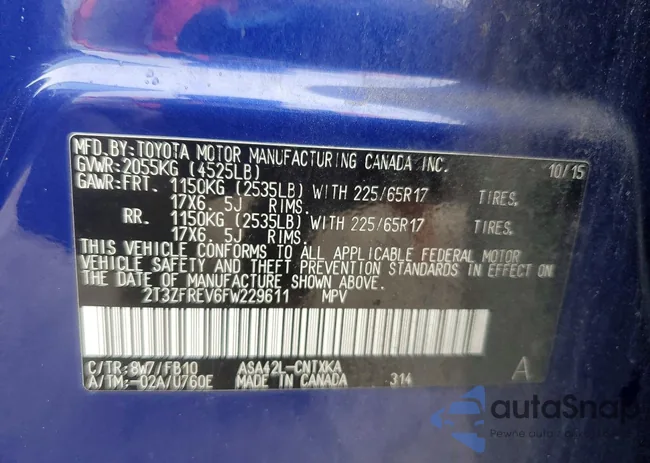 MFD.BY:TOYOTA MOTOR MANUFACTURING CANADA INC. 10/15
GVWR:2055KG (4525LB)
GAWR:FRT. 1150KG (2535LB) WITH 225/65R17 TIRES,
17X6. 5J RIMS.
RR. 1150KG (2535LB) WITH 225/65R17 TIRES,
17X6. 5J RIMS.
THIS VEHICLE CONFORMS TO ALL APPLICABLE FEDERAL MOTOR
VEHICLE SAFETY AND THEFT PREVENTION STANDARDS IN EFFECT ON
THE DATE OF MANUFACTURE SHOWN ABOVE.
2T3ZFREV6FW229611 MPV
C/TR:8W7/FB10 ASA42L-CNTXKA
A/TM:-02A/U760E MADE IN CANADA 314 A
autoSnap
Pewne auto